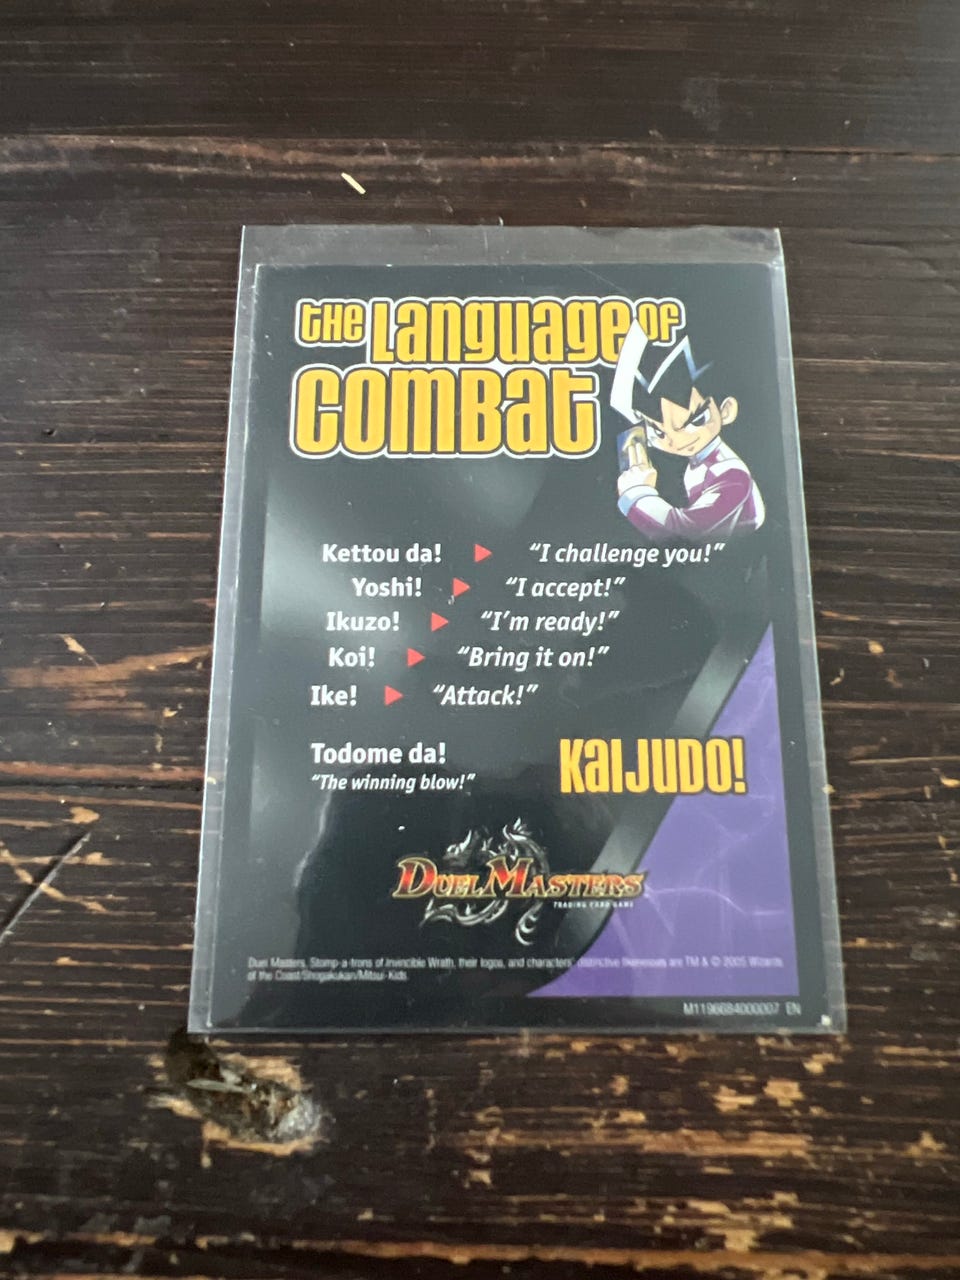 the Language of
Combat
Kettou da! "I challenge you!"
Yoshi! "I accept!"
Ikuzo! "I'm ready!"
Koi! "Bring it on!"
Ike! "Attack!"
Todome da!
"The winning blow!"
KAIJUDO!
DUEL MASTERS
TRADING CARD GAME
Duel Masters, Stomp-a-trons of Invincible Wrath, their logos, and characters' distinctive likenesses are TM & © 2005 Wizards
of the Coast/Shogakukan/Mitsui-Kids.
M1196684000007 EN